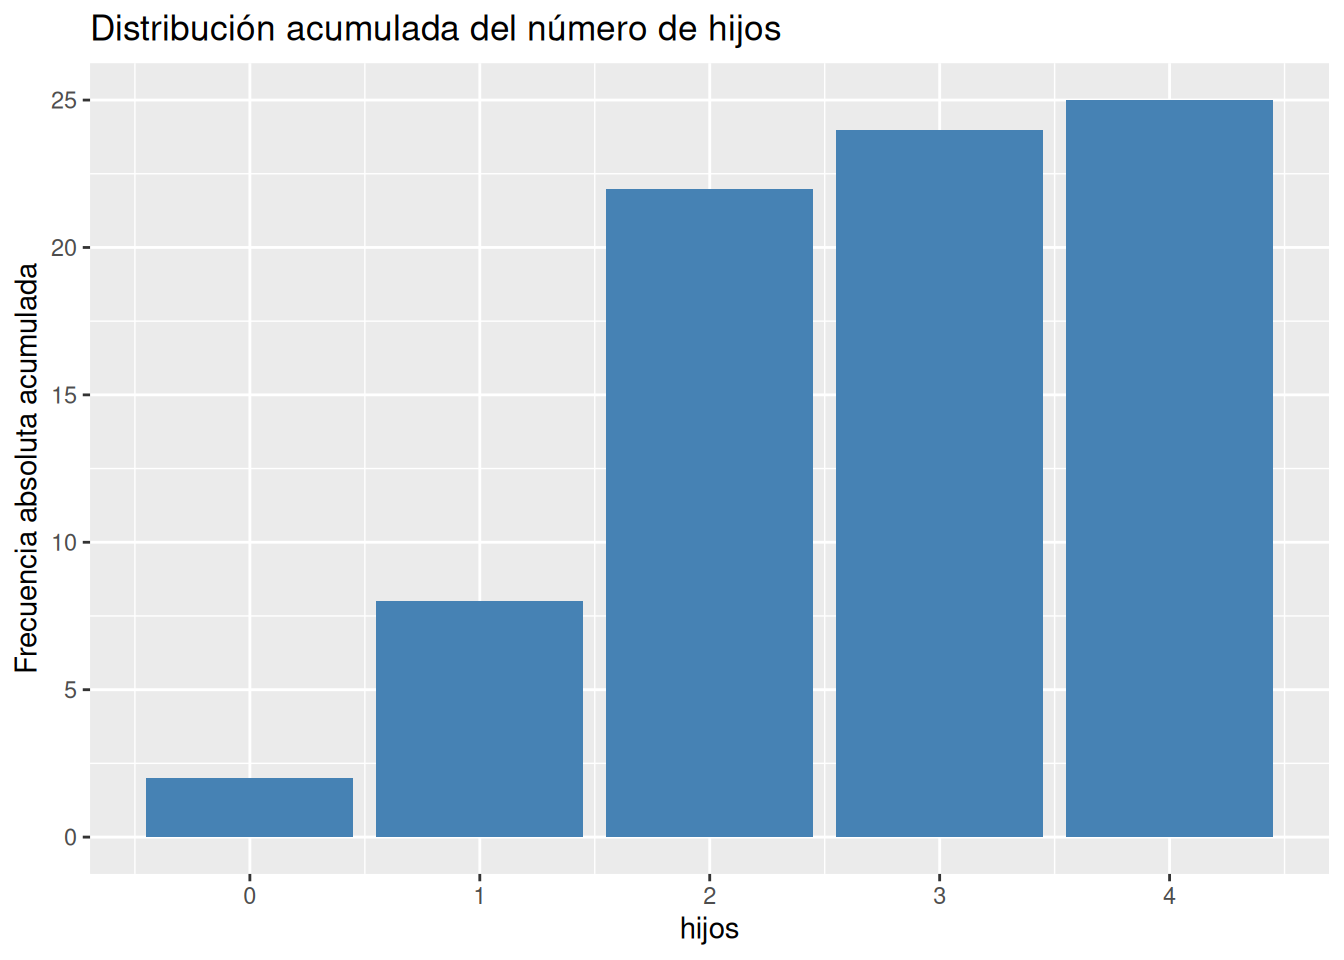 Distribución acumulada del número de hijos
Frecuencia absoluta acumulada
25
20
15
10
5
0
0 1 2 3 4
hijos